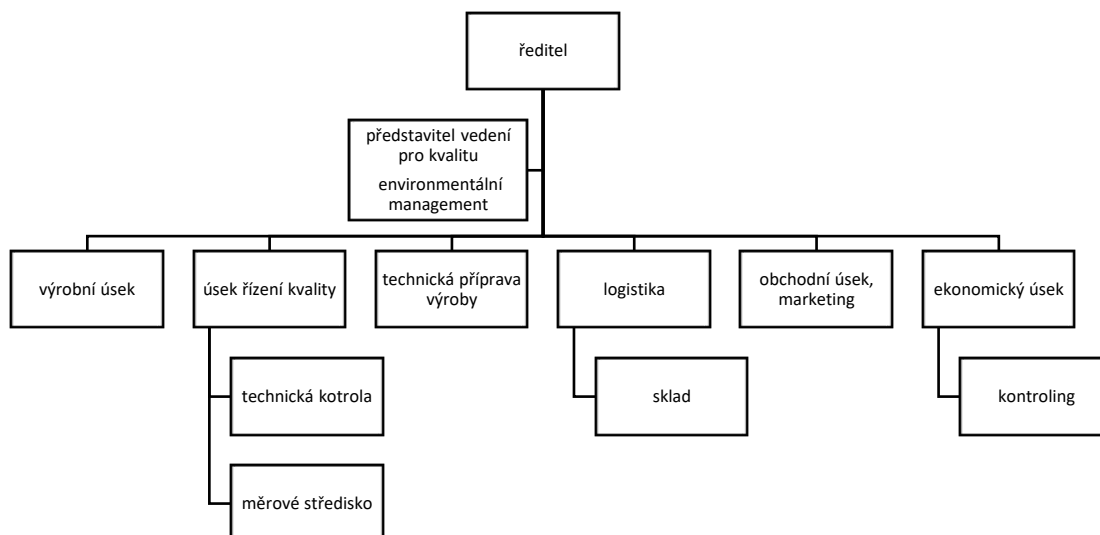 ředitel
představitel vedení
pro kvalitu
environmentální
management
výrobní úsek
úsek řízení kvality
technická příprava
výroby
logistika
obchodní úsek,
marketing
ekonomický úsek
technická kotrola
sklad
kontroling
měrové středisko